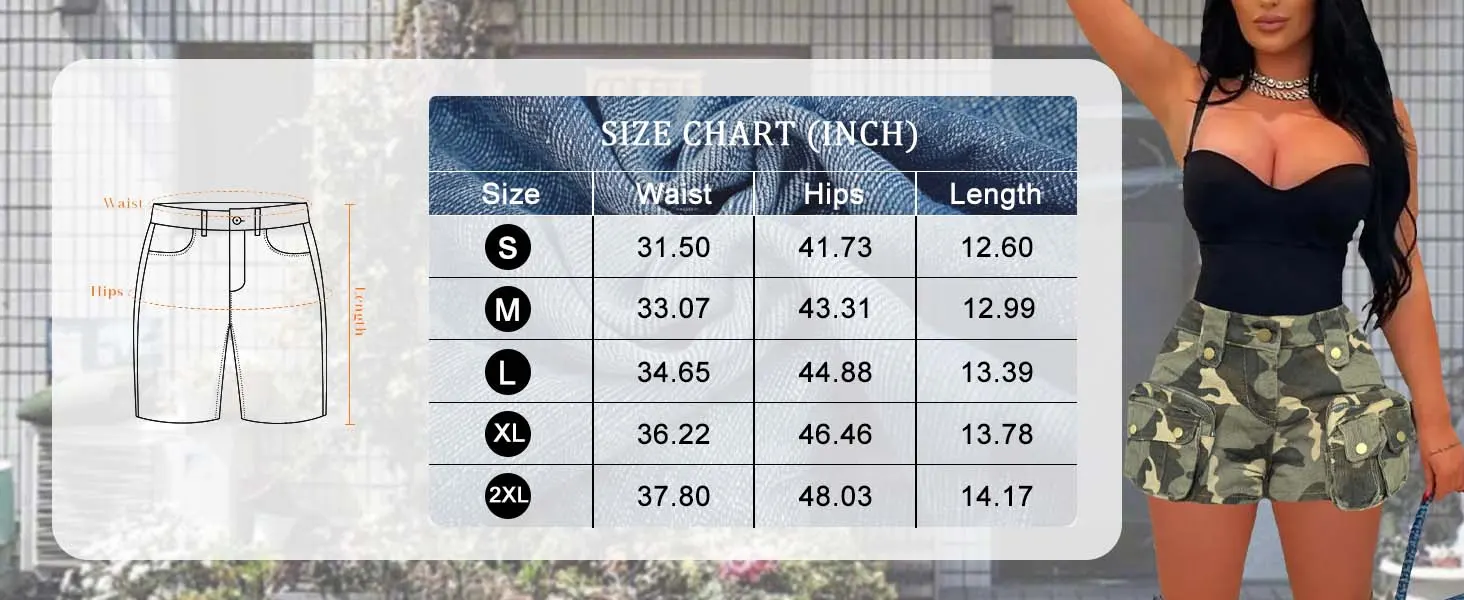 SIZE CHART (INCH)
Size Waist Hips Length
S 31.50 41.73 12.60
M 33.07 43.31 12.99
L 34.65 44.88 13.39
XL 36.22 46.46 13.78
2XL 37.80 48.03 14.17
Waist
Hips
Length